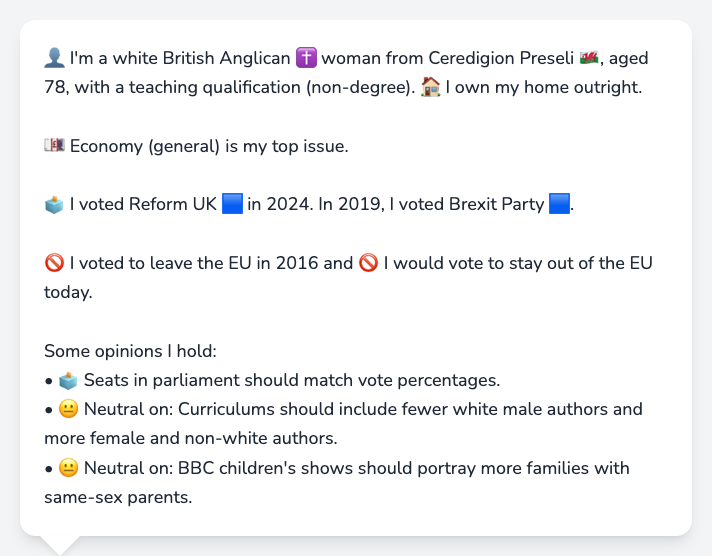 👤 I'm a white British Anglican ✝️ woman from Ceredigion Preseli 🏴󠁧󠁢󠁷󠁬󠁳󠁿, aged
78, with a teaching qualification (non-degree). 🏠 I own my home outright.
💷 Economy (general) is my top issue.
🗳️ I voted Reform UK 🟦 in 2024. In 2019, I voted Brexit Party 🟦.
🚫 I voted to leave the EU in 2016 and 🚫 I would vote to stay out of the EU
today.
Some opinions I hold:
• 🗳️ Seats in parliament should match vote percentages.
• 😐 Neutral on: Curriculums should include fewer white male authors and
more female and non-white authors.
• 😐 Neutral on: BBC children's shows should portray more families with
same-sex parents.